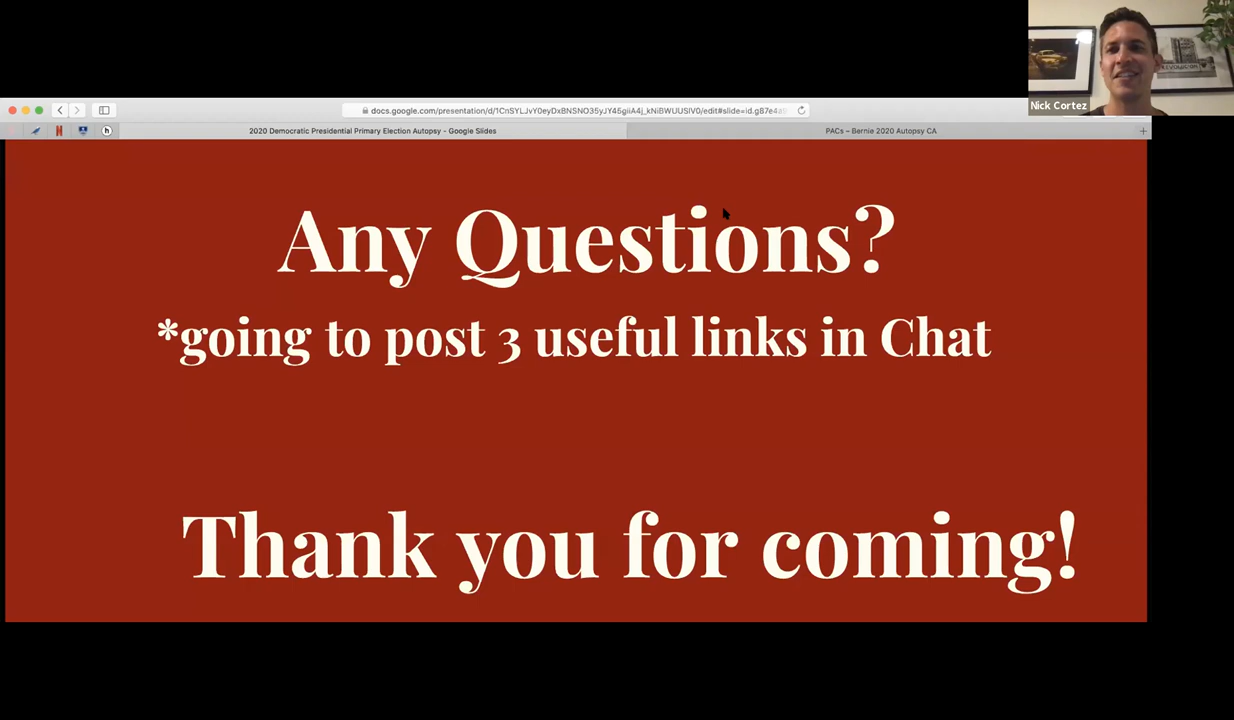 Nick Cortez
2020 Democratic Presidential Primary Election Autopsy - Google Slides
PACs – Bernie 2020 Autopsy CA
Any Questions?
*going to post 3 useful links in Chat
Thank you for coming!